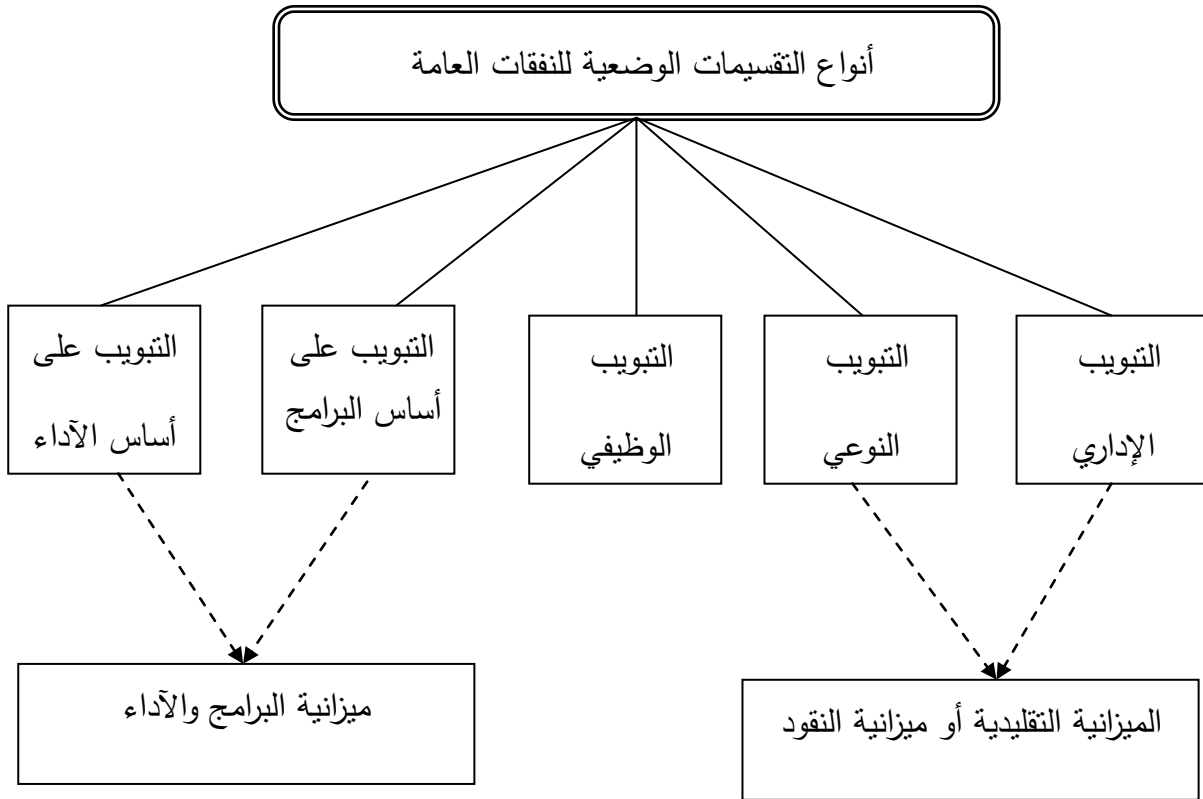 أنواع التقسيمات الوضعية للنفقات العامة
التبويب
الإداري
التبويب
النوعي
التبويب
الوظيفي
التبويب على
أساس البرامج
التبويب على
أساس الآداء
الميزانية التقليدية أو ميزانية النقود
ميزانية البرامج والآداء